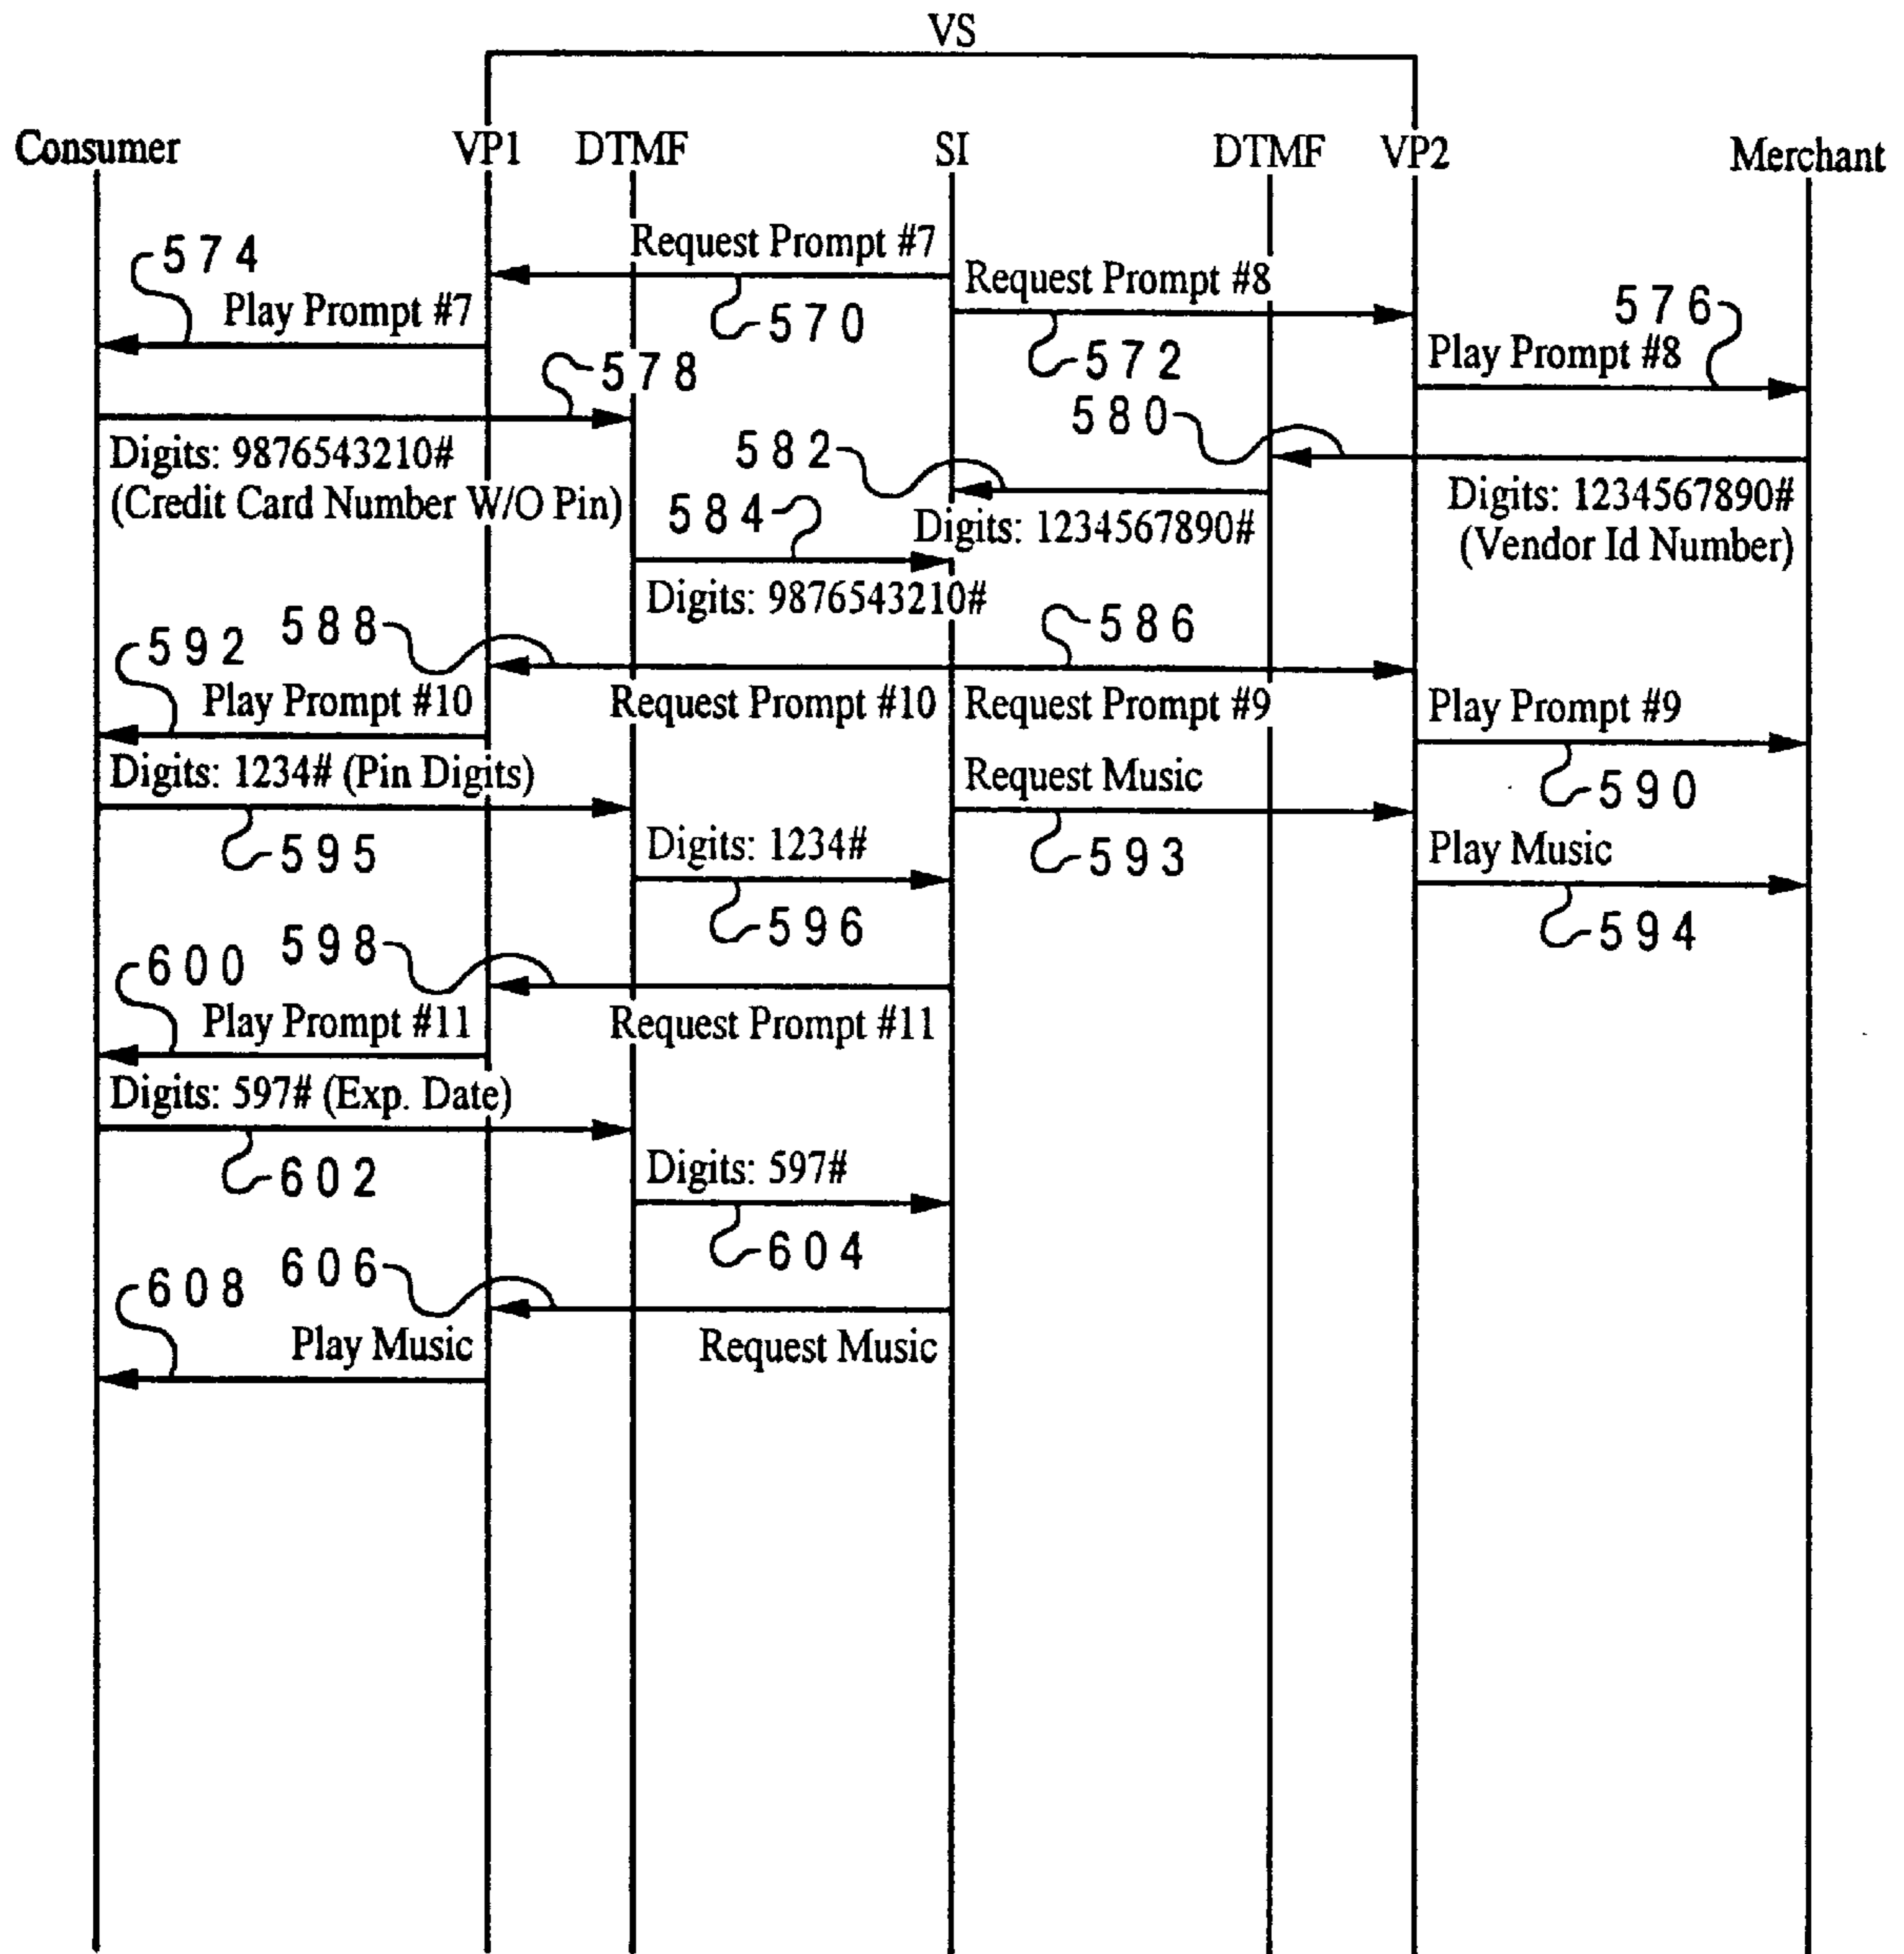 VS
Consumer
VP1
DTMF
SI
DTMF
VP2
Merchant
Request Prompt #7
574
Request Prompt #8
576
Play Prompt #7
570
572
Play Prompt #8
578
580
Digits: 9876543210#
(Credit Card Number W/O Pin)
582
Digits: 1234567890#
(Vendor Id Number)
584
Digits: 1234567890#
Digits: 9876543210#
588
586
592
Play Prompt #10
Request Prompt #10
Request Prompt #9
Play Prompt #9
Digits: 1234# (Pin Digits)
Request Music
590
595
Digits: 1234#
593
Play Music
596
594
598
600
Play Prompt #11
Request Prompt #11
Digits: 597# (Exp. Date)
602
Digits: 597#
604
606
608
Play Music
Request Music